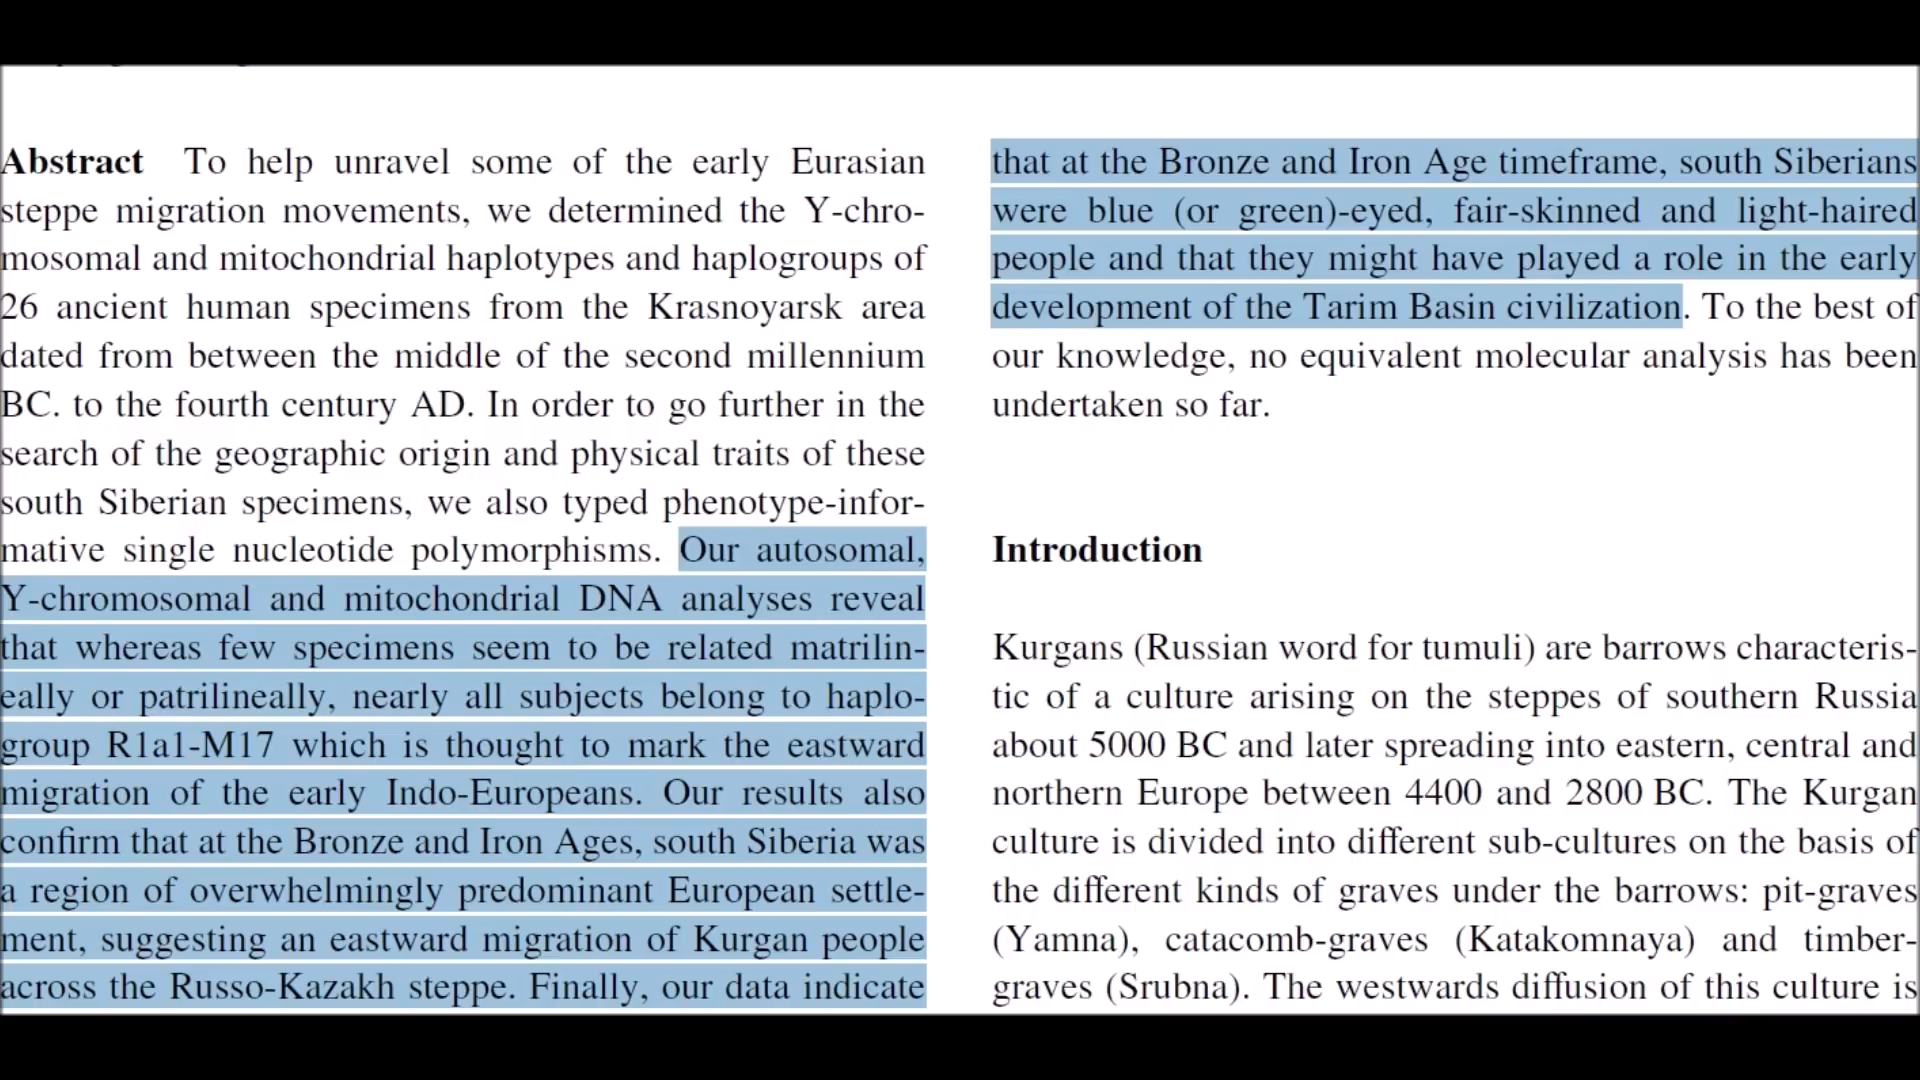 Abstract To help unravel some of the early Eurasian
steppe migration movements, we determined the Y-chro-
mosomal and mitochondrial haplotypes and haplogroups of
26 ancient human specimens from the Krasnoyarsk area
dated from between the middle of the second millennium
BC. to the fourth century AD. In order to go further in the
search of the geographic origin and physical traits of these
south Siberian specimens, we also typed phenotype-infor-
mative single nucleotide polymorphisms. Our autosomal,
Y-chromosomal and mitochondrial DNA analyses reveal
that whereas few specimens seem to be related matrilin-
eally or patrilineally, nearly all subjects belong to haplo-
group R1a1-M17 which is thought to mark the eastward
migration of the early Indo-Europeans. Our results also
confirm that at the Bronze and Iron Ages, south Siberia was
a region of overwhelmingly predominant European settle-
ment, suggesting an eastward migration of Kurgan people
across the Russo-Kazakh steppe. Finally, our data indicate
that at the Bronze and Iron Age timeframe, south Siberians
were blue (or green)-eyed, fair-skinned and light-haired
people and that they might have played a role in the early
development of the Tarim Basin civilization. To the best of
our knowledge, no equivalent molecular analysis has been
undertaken so far.
Introduction
Kurgans (Russian word for tumuli) are barrows characteris-
tic of a culture arising on the steppes of southern Russia
about 5000 BC and later spreading into eastern, central and
northern Europe between 4400 and 2800 BC. The Kurgan
culture is divided into different sub-cultures on the basis of
the different kinds of graves under the barrows: pit-graves
(Yamna), catacomb-graves (Katakomnaya) and timber-
graves (Srubna). The westwards diffusion of this culture is